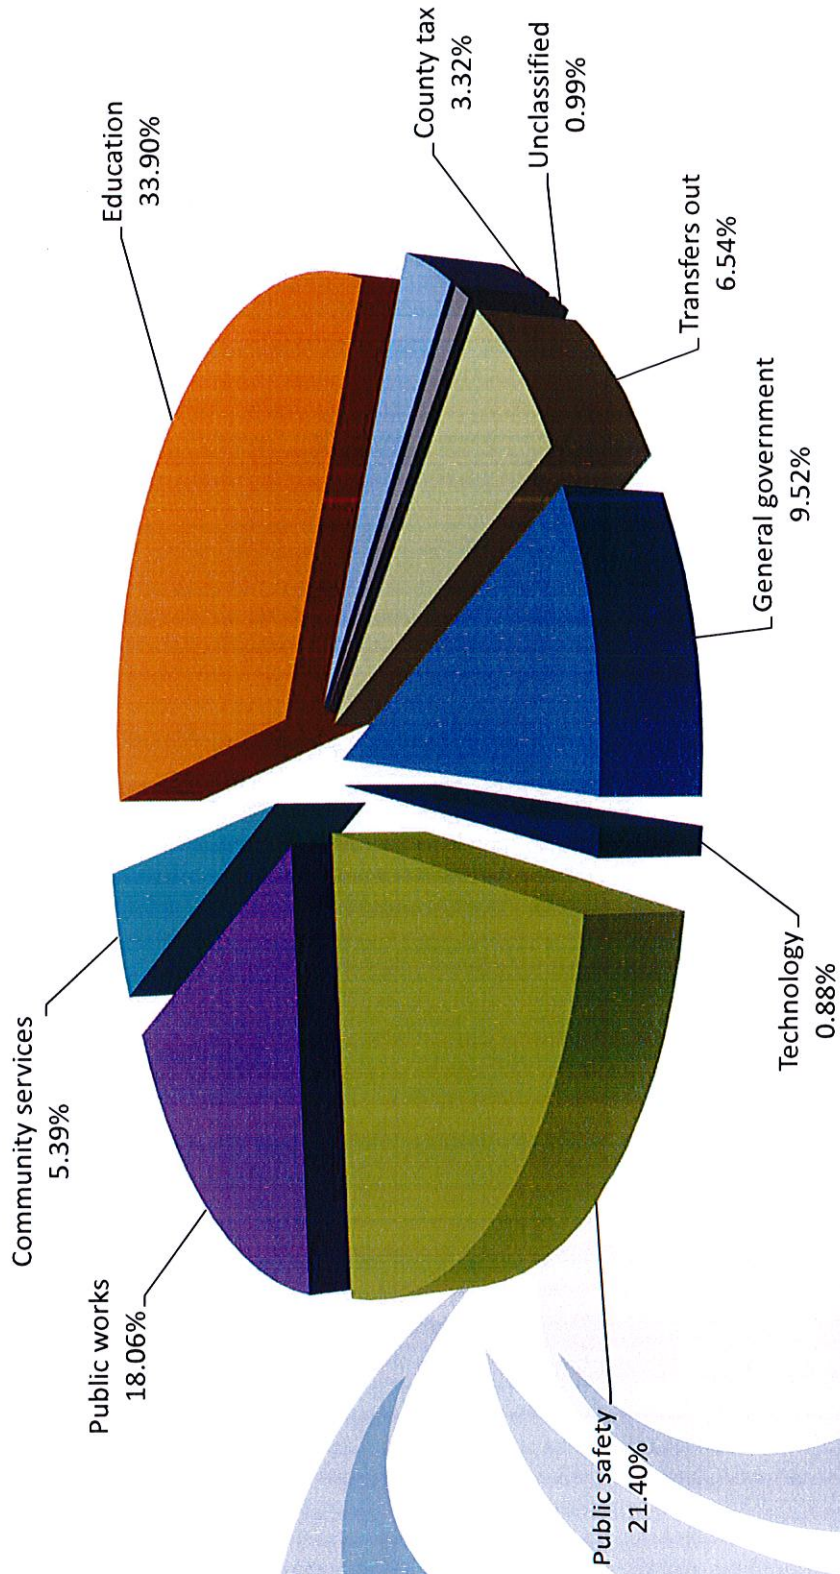 Education
33.90%
County tax
3.32%
Unclassified
0.99%
Transfers out
6.54%
General government
9.52%
Technology
0.88%
Public safety
21.40%
Public works
18.06%
Community services
5.39%